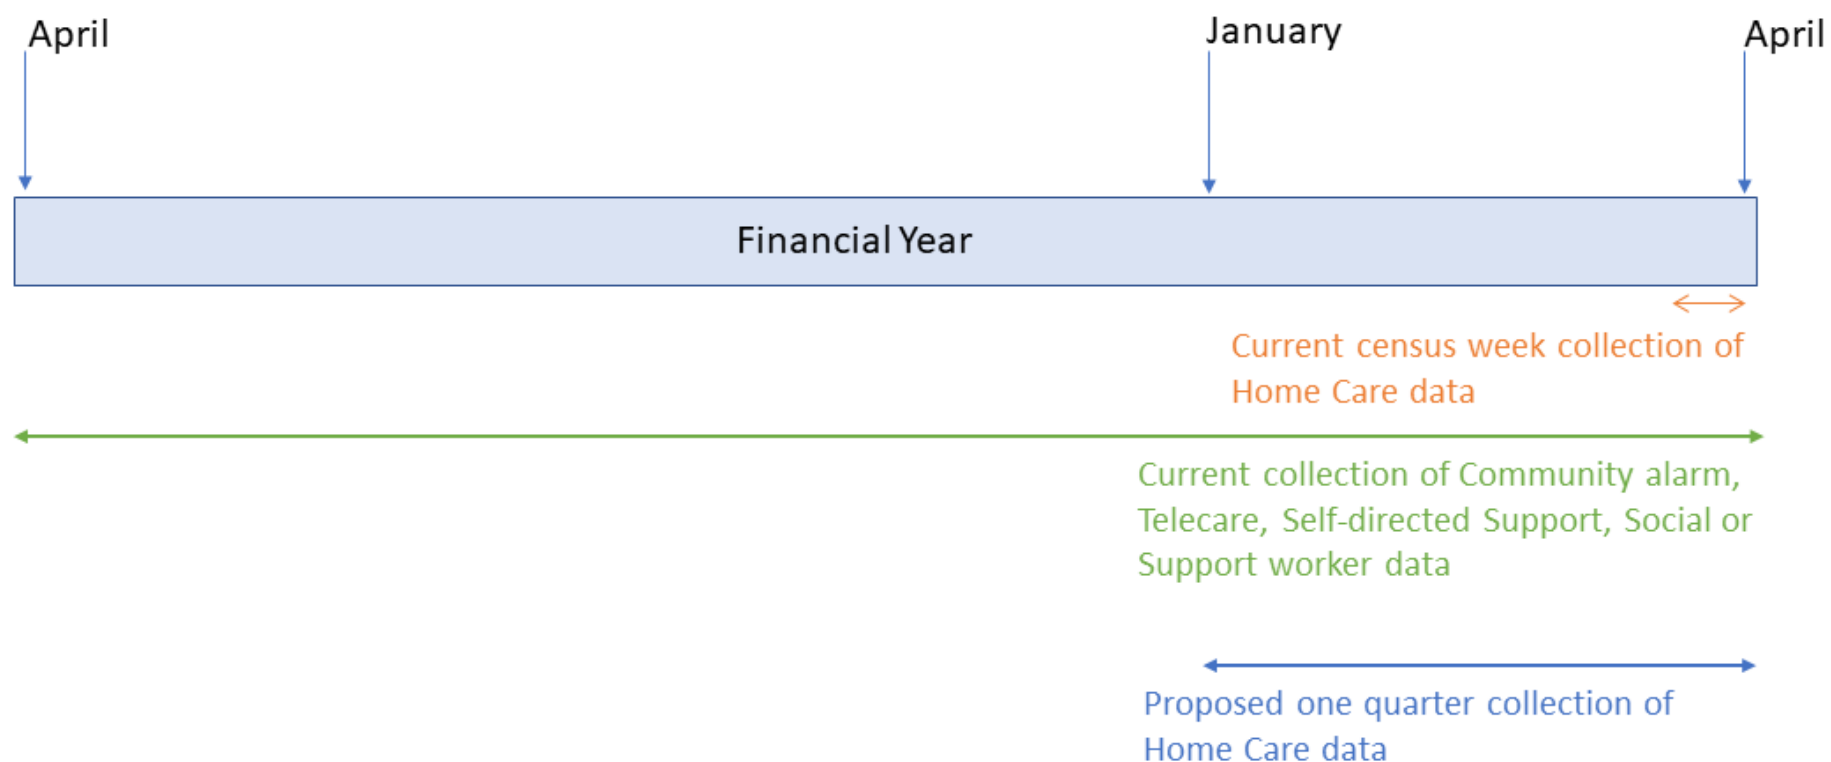 April
January
April
Financial Year
Current census week collection of
Home Care data
Current collection of Community alarm,
Telecare, Self-directed Support, Social or
Support worker data
Proposed one quarter collection of
Home Care data